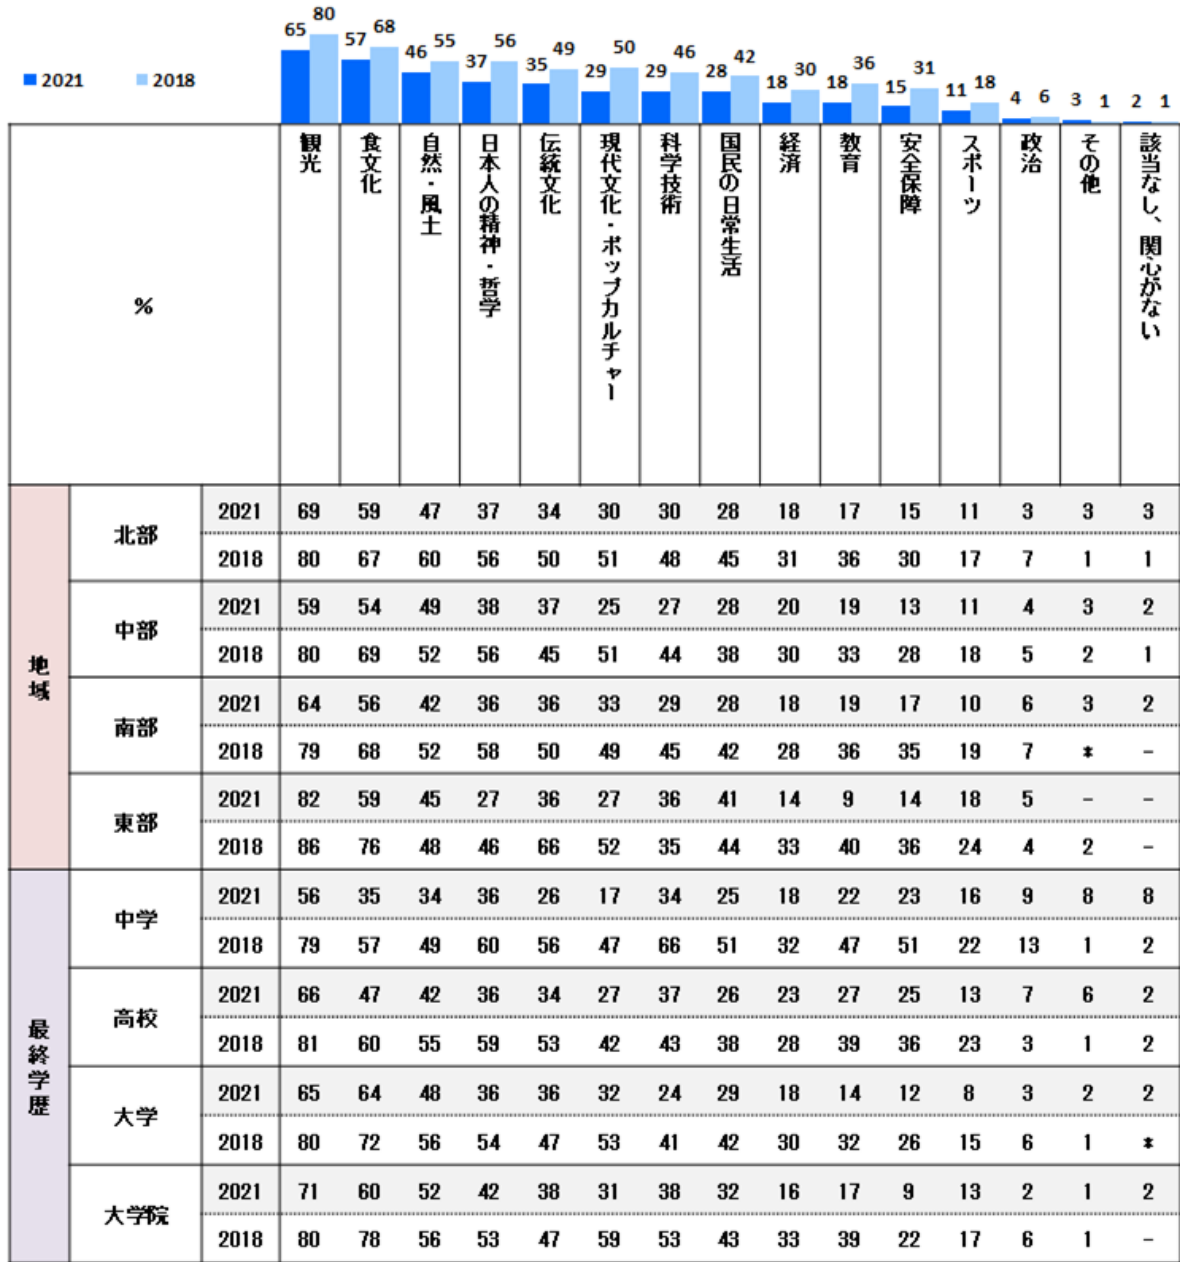 65 80 57 68 46 55 37 56 35 49 29 50 29 46 28 42 18 30 18 36 15 31 11 18 4 6 3 1 2 1
2021 2018
% 観光 食文化 自然・風土 日本人の精神・哲学 伝統文化 現代文化・ポップカルチャー 科学技術 国民の日常生活 経済 教育 安全保障 スポーツ 政治 その他 該当なし、関心がない
地域
北部
2021 69 59 47 37 34 30 30 28 18 17 15 11 3 3 3
2018 80 67 60 56 50 51 48 45 31 36 30 17 7 1 1
中部
2021 59 54 49 38 37 25 27 28 20 19 13 11 4 3 2
2018 80 69 52 56 45 51 44 38 30 33 28 18 5 2 1
南部
2021 64 56 42 36 36 33 29 28 18 19 17 10 6 3 2
2018 79 68 52 58 50 49 45 42 28 36 35 19 7 * -
東部
2021 82 59 45 27 36 27 36 41 14 9 14 18 5 - -
2018 86 76 48 46 66 52 35 44 33 40 36 24 4 2 -
最終学歴
中学
2021 56 35 34 36 26 17 34 25 18 22 23 16 9 8 8
2018 79 57 49 60 56 47 66 51 32 47 51 22 13 1 2
高校
2021 66 47 42 36 34 27 37 26 23 27 25 13 7 6 2
2018 81 60 55 59 53 42 43 38 28 39 36 23 3 1 2
大学
2021 65 64 48 36 36 32 24 29 18 14 12 8 3 2 2
2018 80 72 56 54 47 53 41 42 30 32 26 15 6 1 *
大学院
2021 71 60 52 42 38 31 38 32 16 17 9 13 2 1 2
2018 80 78 56 53 47 59 53 43 33 39 22 17 6 1 -